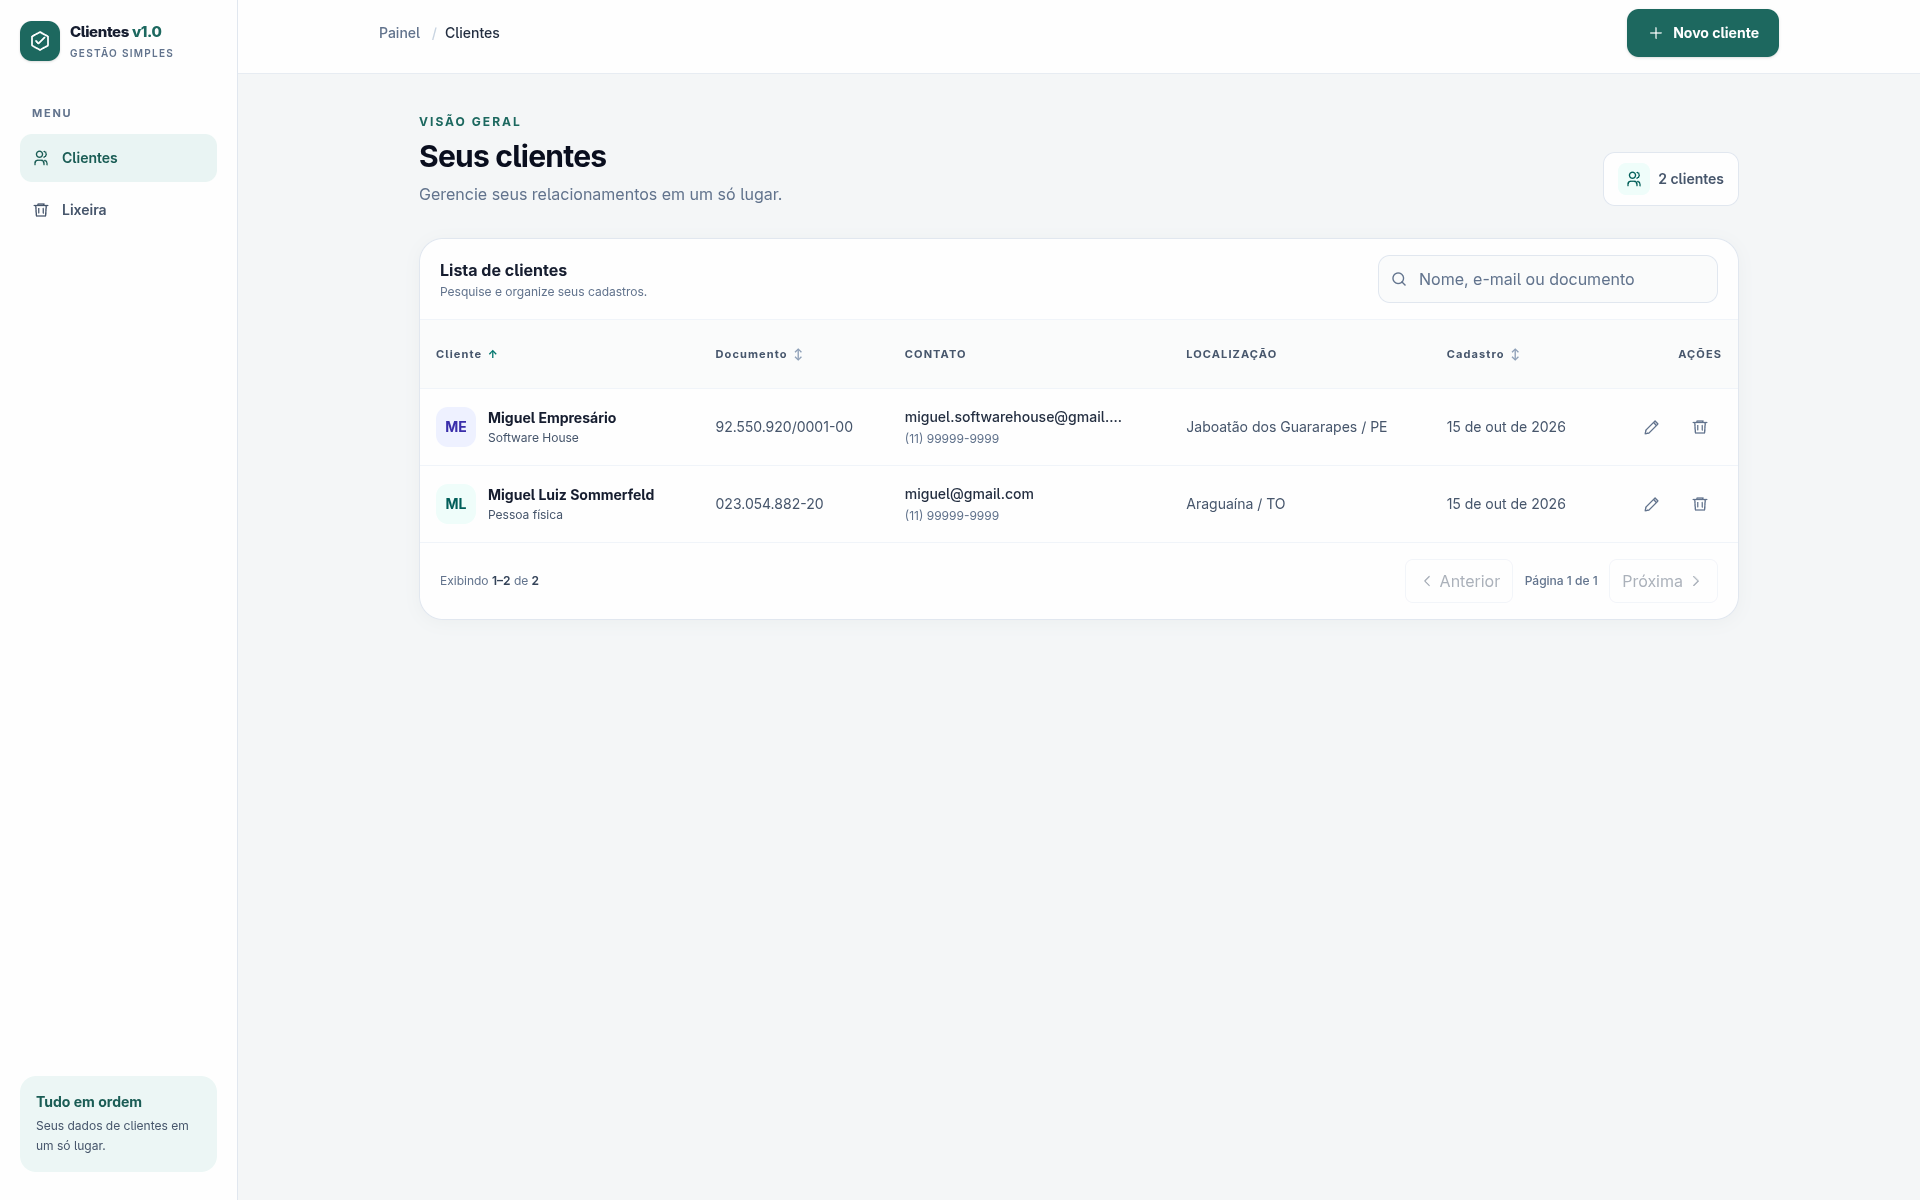 Clientes v1.0
GESTÃO SIMPLES
MENU
Clientes
Lixeira
Tudo em ordem
Seus dados de clientes em
um só lugar.
Painel / Clientes
Novo cliente
VISÃO GERAL
Seus clientes
Gerencie seus relacionamentos em um só lugar.
2 clientes
Lista de clientes
Pesquise e organize seus cadastros.
Nome, e-mail ou documento
Cliente Documento CONTATO LOCALIZAÇÃO Cadastro AÇÕES
ME Miguel Empresário
Software House
92.550.920/0001-00
miguel.softwarehouse@gmail....
(11) 99999-9999
Jaboatão dos Guararapes / PE
15 de out de 2026
ML Miguel Luiz Sommerfeld
Pessoa física
023.054.882-20
miguel@gmail.com
(11) 99999-9999
Araguaína / TO
15 de out de 2026
Exibindo 1–2 de 2
Anterior Página 1 de 1 Próxima